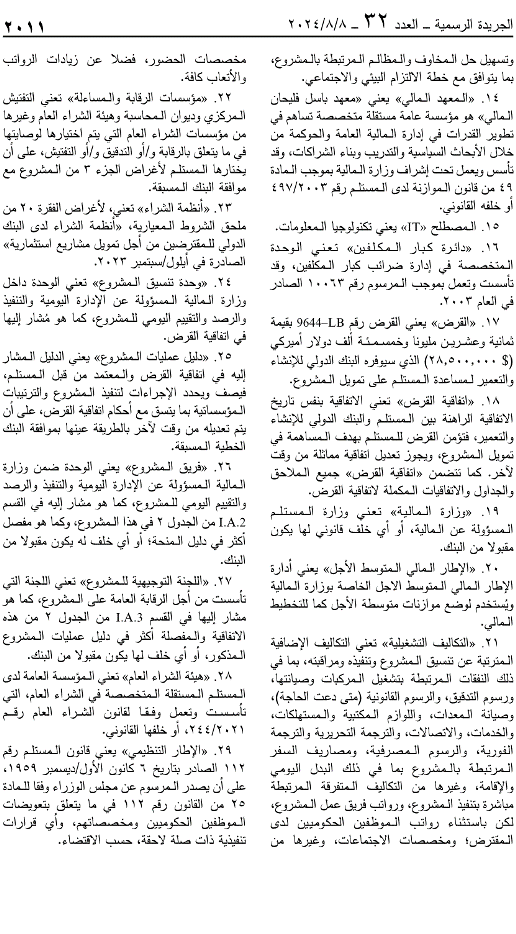 الجريدة الرسمية ــ العدد ٣٢ ــ ٢٠٢٤/٨/٨
٢٠١١
وتسهيل حل المخاوف والمظالم المرتبطة بالمشروع،
بما يتوافق مع خطة الالتزام البيئي والاجتماعي.
١٤. «المعهد المالي» يعني «معهد باسل فليحان
المالي» هو مؤسسة عامة مستقلة متخصصة تساهم في
تطوير القدرات في إدارة المالية العامة والحوكمة من
خلال الأبحاث السياسية والتدريب وبناء الشراكات، وقد
تأسس ويعمل تحت إشراف وزارة المالية بموجب المادة
٤٩ من قانون الموازنة لدى المستلم رقم ٤٩٧/٢٠٠٣
أو خلفه القانوني.
١٥. المصطلح «IT» يعني تكنولوجيا المعلومات.
١٦. «دائرة كبار المكلفين» تعني الوحدة
المتخصصة في إدارة ضرائب كبار المكلفين، وقد
تأسست وتعمل بموجب المرسوم رقم ١٠٠٦٣ الصادر
في العام ٢٠٠٣.
١٧. «القرض» يعني القرض رقم 9644–LB بقيمة
ثمانية وعشرين مليونا وخمسمئة ألف دولار أميركي
($ ٢٨,٥٠٠,٠٠٠) الذي سيوفره البنك الدولي للإنشاء
والتعمير لمساعدة المستلم على تمويل المشروع.
١٨. «اتفاقية القرض» تعني الاتفاقية بنفس تاريخ
الاتفاقية الراهنة بين المستلم والبنك الدولي للإنشاء
والتعمير، فتؤمن القرض للمستلم بهدف المساهمة في
تمويل المشروع، ويجوز تعديل اتفاقية مماثلة من وقت
لآخر. كما تتضمن «اتفاقية القرض» جميع الملاحق
والجداول والاتفاقيات المكملة لاتفاقية القرض.
١٩. «وزارة المالية» تعني وزارة المستلم
المسؤولة عن المالية، أو أي خلف قانوني لها يكون
مقبولا من البنك.
٢٠. «الإطار المالي المتوسط الأجل» يعني أدارة
الإطار المالي المتوسط الاجل الخاصة بوزارة المالية
ويُستخدم لوضع موازنات متوسطة الأجل كما للتخطيط
المالي.
٢١. «التكاليف التشغيلية» تعني التكاليف الإضافية
المترتبة عن تنسيق المشروع وتنفيذه ومراقبته، بما في
ذلك النفقات المرتبطة بتشغيل المركبات وصيانتها،
ورسوم التدقيق، والرسوم القانونية (متى دعت الحاجة)،
وصيانة المعدات، واللوازم المكتبية والمستهلكات،
والخدمات، والاتصالات، والترجمة التحريرية والترجمة
الفورية، والرسوم المصرفية، ومصاريف السفر
المرتبطة بالمشروع بما في ذلك البدل اليومي
والإقامة، وغيرها من التكاليف المتفرقة المرتبطة
مباشرة بتنفيذ المشروع، ورواتب فريق عمل المشروع،
لكن باستثناء رواتب الموظفين الحكوميين لدى
المقترض؛ ومخصصات الاجتماعات، وغيرها من
مخصصات الحضور، فضلا عن زيادات الرواتب
والأتعاب كافة.
٢٢. «مؤسسات الرقابة والمساءلة» تعني التفتيش
المركزي وديوان المحاسبة وهيئة الشراء العام وغيرها
من مؤسسات الشراء العام التي يتم اختيارها لوصايتها
في ما يتعلق بالرقابة و/أو التدقيق و/أو التفتيش، على أن
يختارها المستلم لأغراض الجزء ٣ من المشروع مع
موافقة البنك المسبقة.
٢٣. «أنظمة الشراء» تعني، لأغراض الفقرة ٢٠ من
ملحق الشروط المعيارية، «أنظمة الشراء لدى البنك
الدولي للمقترضين من أجل تمويل مشاريع استثمارية»
الصادرة في أيلول/سبتمبر ٢٠٢٣.
٢٤. «وحدة تنسيق المشروع» تعني الوحدة داخل
وزارة المالية المسؤولة عن الإدارة اليومية والتنفيذ
والرصد والتقييم اليومي للمشروع، كما هو مُشار إليها
في اتفاقية القرض.
٢٥. «دليل عمليات المشروع» يعني الدليل المشار
إليه في اتفاقية القرض والمعتمد من قبل المستلم،
فيصف ويحدد الإجراءات لتنفيذ المشروع والترتيبات
المؤسساتية بما يتسق مع أحكام اتفاقية القرض، على أن
يتم تعديله من وقت لآخر بالطريقة عينها بموافقة البنك
الخطية المسبقة.
٢٦. «فريق المشروع» يعني الوحدة ضمن وزارة
المالية المسؤولة عن الإدارة اليومية والتنفيذ والرصد
والتقييم اليومي للمشروع، كما هو مشار إليه في القسم
I.A.2 من الجدول ٢ في هذا المشروع، وكما هو مفصل
أكثر في دليل المنحة؛ أو أي خلف له يكون مقبولا من
البنك.
٢٧. «اللجنة التوجيهية للمشروع» تعني اللجنة التي
تأسست من أجل الرقابة العامة على المشروع، كما هو
مشار إليها في القسم I.A.3 من الجدول ٢ من هذه
الاتفاقية والمفصلة أكثر في دليل عمليات المشروع
المذكور، أو أي خلف لها يكون مقبولا من البنك.
٢٨. «هيئة الشراء العام» تعني المؤسسة العامة لدى
المستلم المستقلة المتخصصة في الشراء العام، التي
تأسست وتعمل وفقا لقانون الشراء العام رقم
٢٤٤/٢٠٢١، أو خلفها القانوني.
٢٩. «الإطار التنظيمي» يعني قانون المستلم رقم
١١٢ الصادر بتاريخ ٦ كانون الأول/ديسمبر ١٩٥٩،
على أن يصدر المرسوم عن مجلس الوزراء وفقا للمادة
٢٥ من القانون رقم ١١٢ في ما يتعلق بتعويضات
الموظفين الحكوميين ومخصصاتهم، وأي قرارات
تنفيذية ذات صلة لاحقة، حسب الاقتضاء.